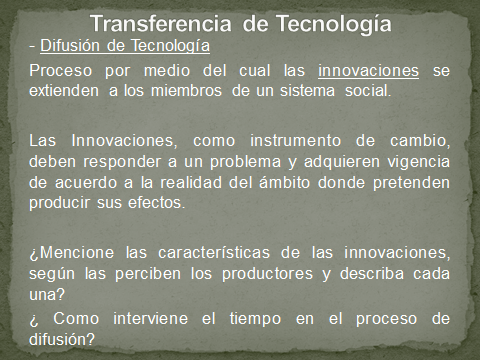 Transferencia de Tecnología
- Difusión de Tecnología
Proceso por medio del cual las innovaciones se
extienden a los miembros de un sistema social.
Las Innovaciones, como instrumento de cambio,
deben responder a un problema y adquieren vigencia
de acuerdo a la realidad del ámbito donde pretenden
producir sus efectos.
¿Mencione las características de las innovaciones,
según las perciben los productores y describa cada
una?
¿ Como interviene el tiempo en el proceso de
difusión?